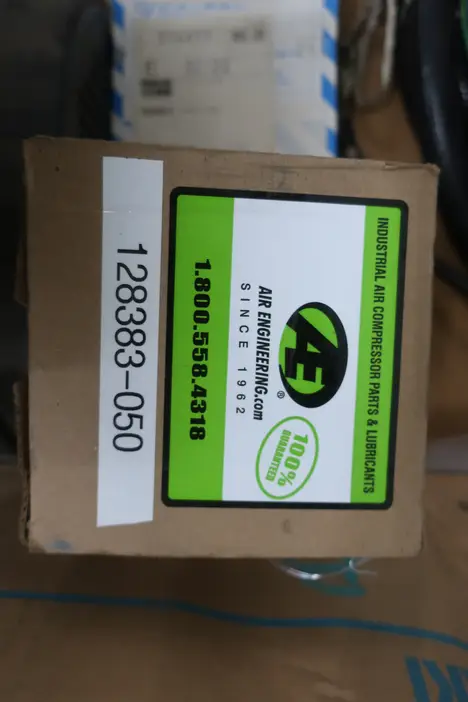 INDUSTRIAL AIR COMPRESSOR PARTS & LUBRICANTS
AE®
100%
GUARANTEED
AIR ENGINEERING.com
SINCE 1962
1.800.558.4318
128383-050